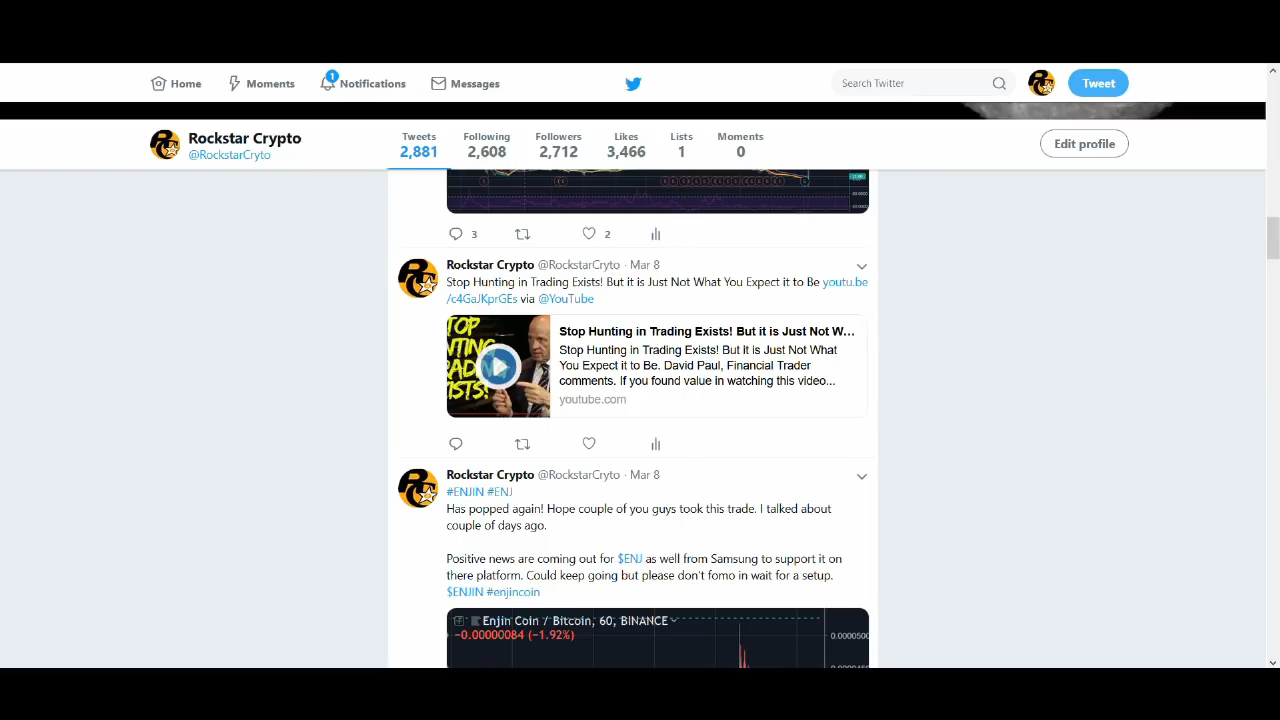 Home
Moments
1
Notifications
Messages
Search Twitter
Tweet
Rockstar Crypto
@RockstarCryto
Tweets
2,881
Following
2,608
Followers
2,712
Likes
3,466
Lists
1
Moments
0
Edit profile
3
2
Rockstar Crypto @RockstarCryto · Mar 8
Stop Hunting in Trading Exists! But it is Just Not What You Expect it to Be youtu.be
/c4GaJKprGEs via @YouTube
Stop Hunting in Trading Exists! But it is Just Not W...
Stop Hunting in Trading Exists! But it is Just Not What
You Expect it to Be. David Paul, Financial Trader
comments. If you found value in watching this video...
youtube.com
Rockstar Crypto @RockstarCryto · Mar 8
#ENJIN #ENJ
Has popped again! Hope couple of you guys took this trade. I talked about
couple of days ago.
Positive news are coming out for $ENJ as well from Samsung to support it on
there platform. Could keep going but please don't fomo in wait for a setup.
$ENJIN #enjincoin
Enjin Coin / Bitcoin, 60, BINANCE
−0.00000084 (−1.92%)
0.0000500